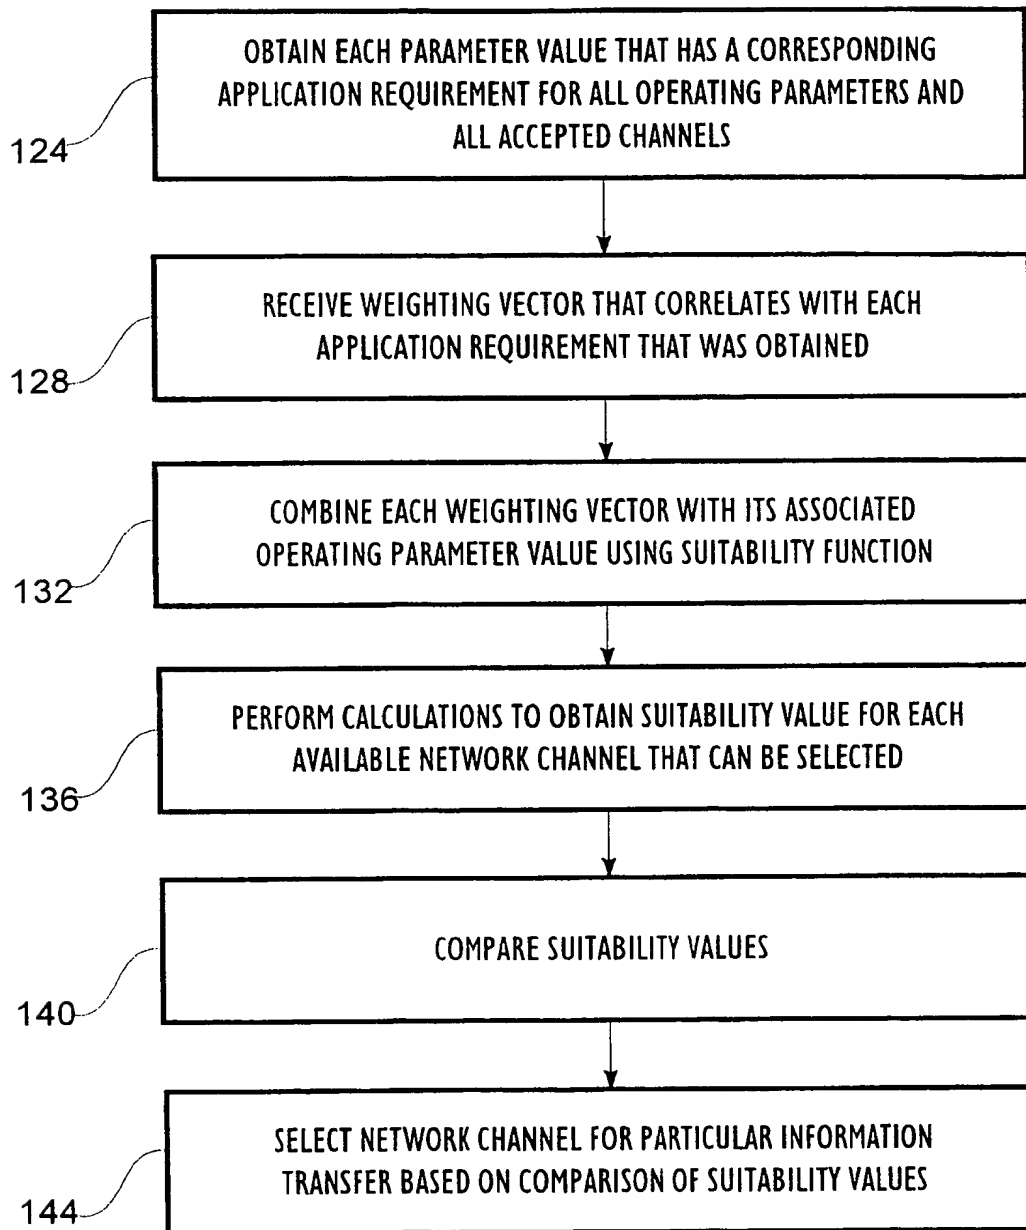 OBTAIN EACH PARAMETER VALUE THAT HAS A CORRESPONDING
APPLICATION REQUIREMENT FOR ALL OPERATING PARAMETERS AND
ALL ACCEPTED CHANNELS
124
RECEIVE WEIGHTING VECTOR THAT CORRELATES WITH EACH
APPLICATION REQUIREMENT THAT WAS OBTAINED
128
COMBINE EACH WEIGHTING VECTOR WITH ITS ASSOCIATED
OPERATING PARAMETER VALUE USING SUITABILITY FUNCTION
132
PERFORM CALCULATIONS TO OBTAIN SUITABILITY VALUE FOR EACH
AVAILABLE NETWORK CHANNEL THAT CAN BE SELECTED
136
COMPARE SUITABILITY VALUES
140
SELECT NETWORK CHANNEL FOR PARTICULAR INFORMATION
TRANSFER BASED ON COMPARISON OF SUITABILITY VALUES
144